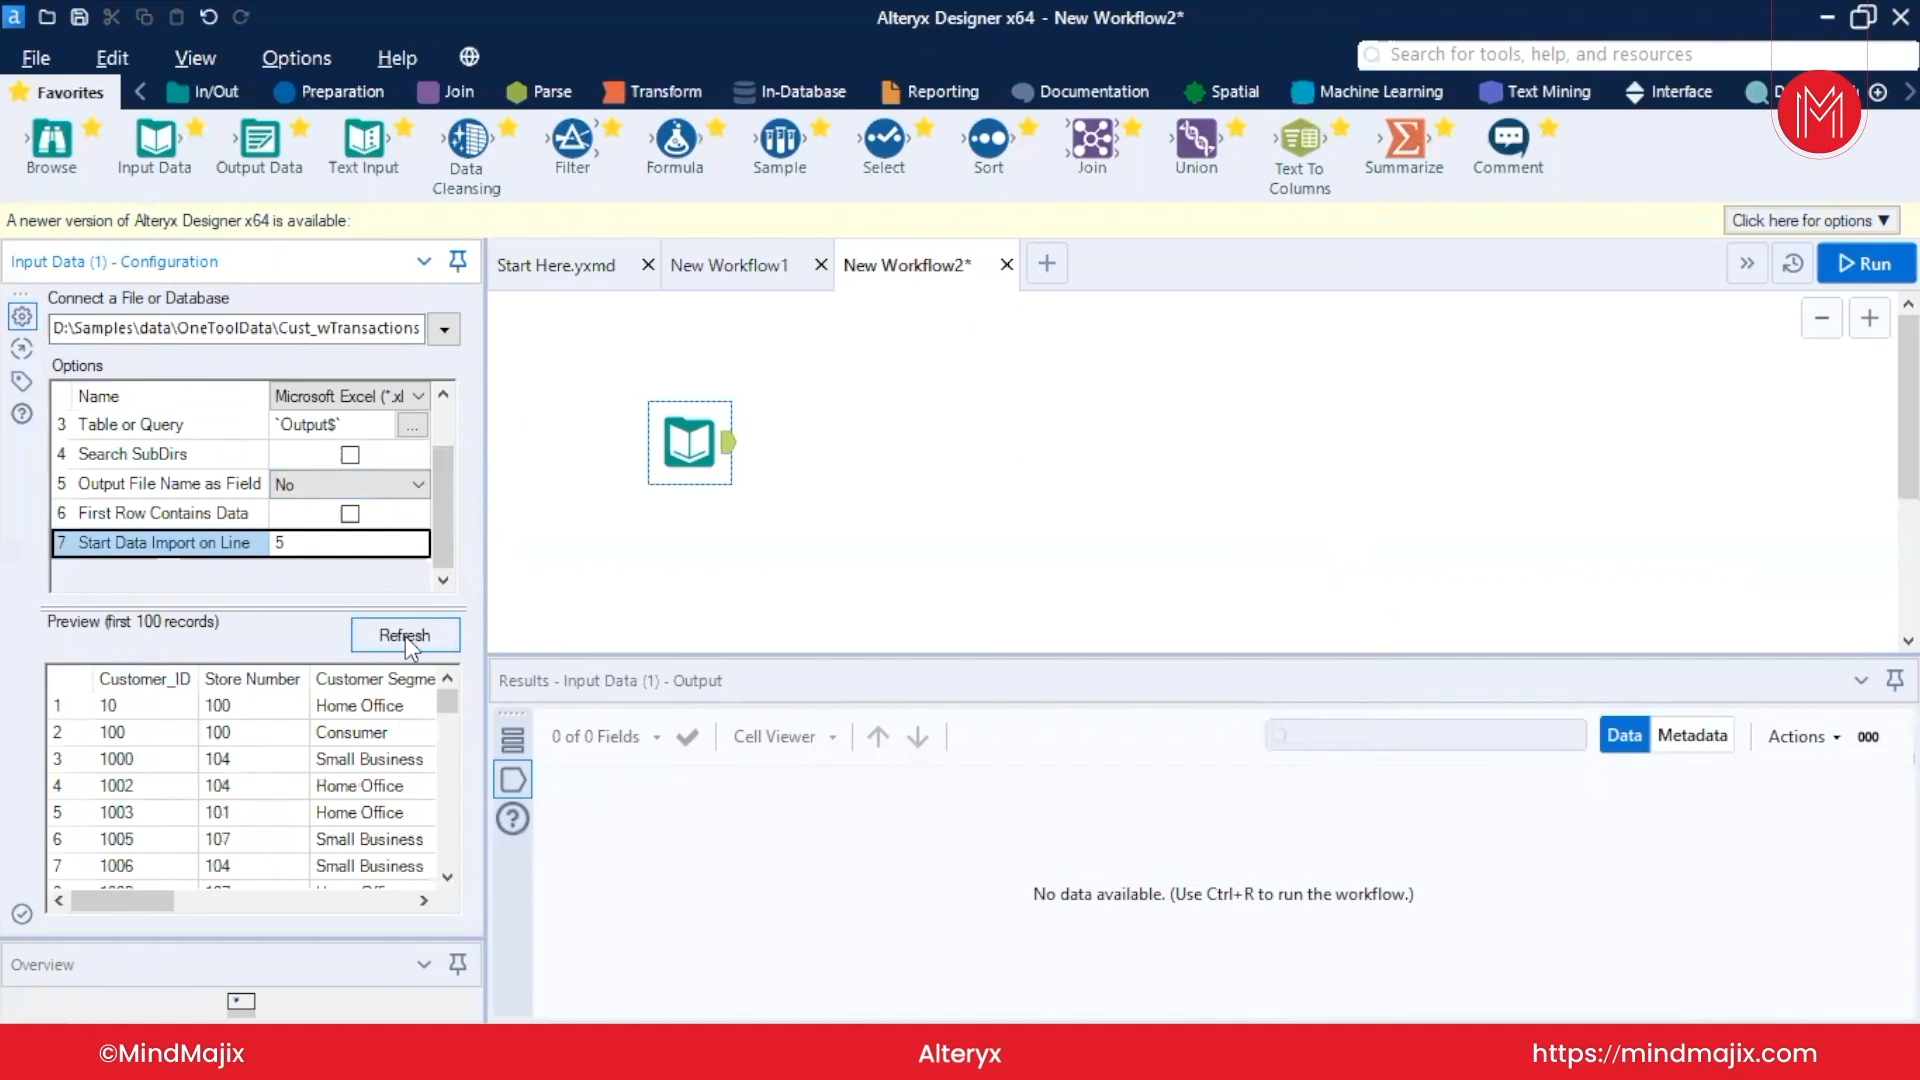 Alteryx Designer x64 - New Workflow2*
File Edit View Options Help
Search for tools, help, and resources
Favorites In/Out Preparation Join Parse Transform In-Database Reporting Documentation Spatial Machine Learning Text Mining Interface
Browse Input Data Output Data Text Input Data Cleansing Filter Formula Sample Select Sort Join Union Text To Columns Summarize Comment
A newer version of Alteryx Designer x64 is available:
Click here for options
Input Data (1) - Configuration
Start Here.yxmd
New Workflow1
New Workflow2*
Run
Connect a File or Database
D:\Samples\data\OneToolData\Cust_wTransactions
Options
Name Microsoft Excel (*.xl
3 Table or Query `Output$` ...
4 Search SubDirs
5 Output File Name as Field No
6 First Row Contains Data
7 Start Data Import on Line 5
Preview (first 100 records)
Refresh
Customer_ID Store Number Customer Segme
1 10 100 Home Office
2 100 100 Consumer
3 1000 104 Small Business
4 1002 104 Home Office
5 1003 101 Home Office
6 1005 107 Small Business
7 1006 104 Small Business
Results - Input Data (1) - Output
0 of 0 Fields
Cell Viewer
Data Metadata
Actions
000
No data available. (Use Ctrl+R to run the workflow.)
Overview
©MindMajix
Alteryx
https://mindmajix.com